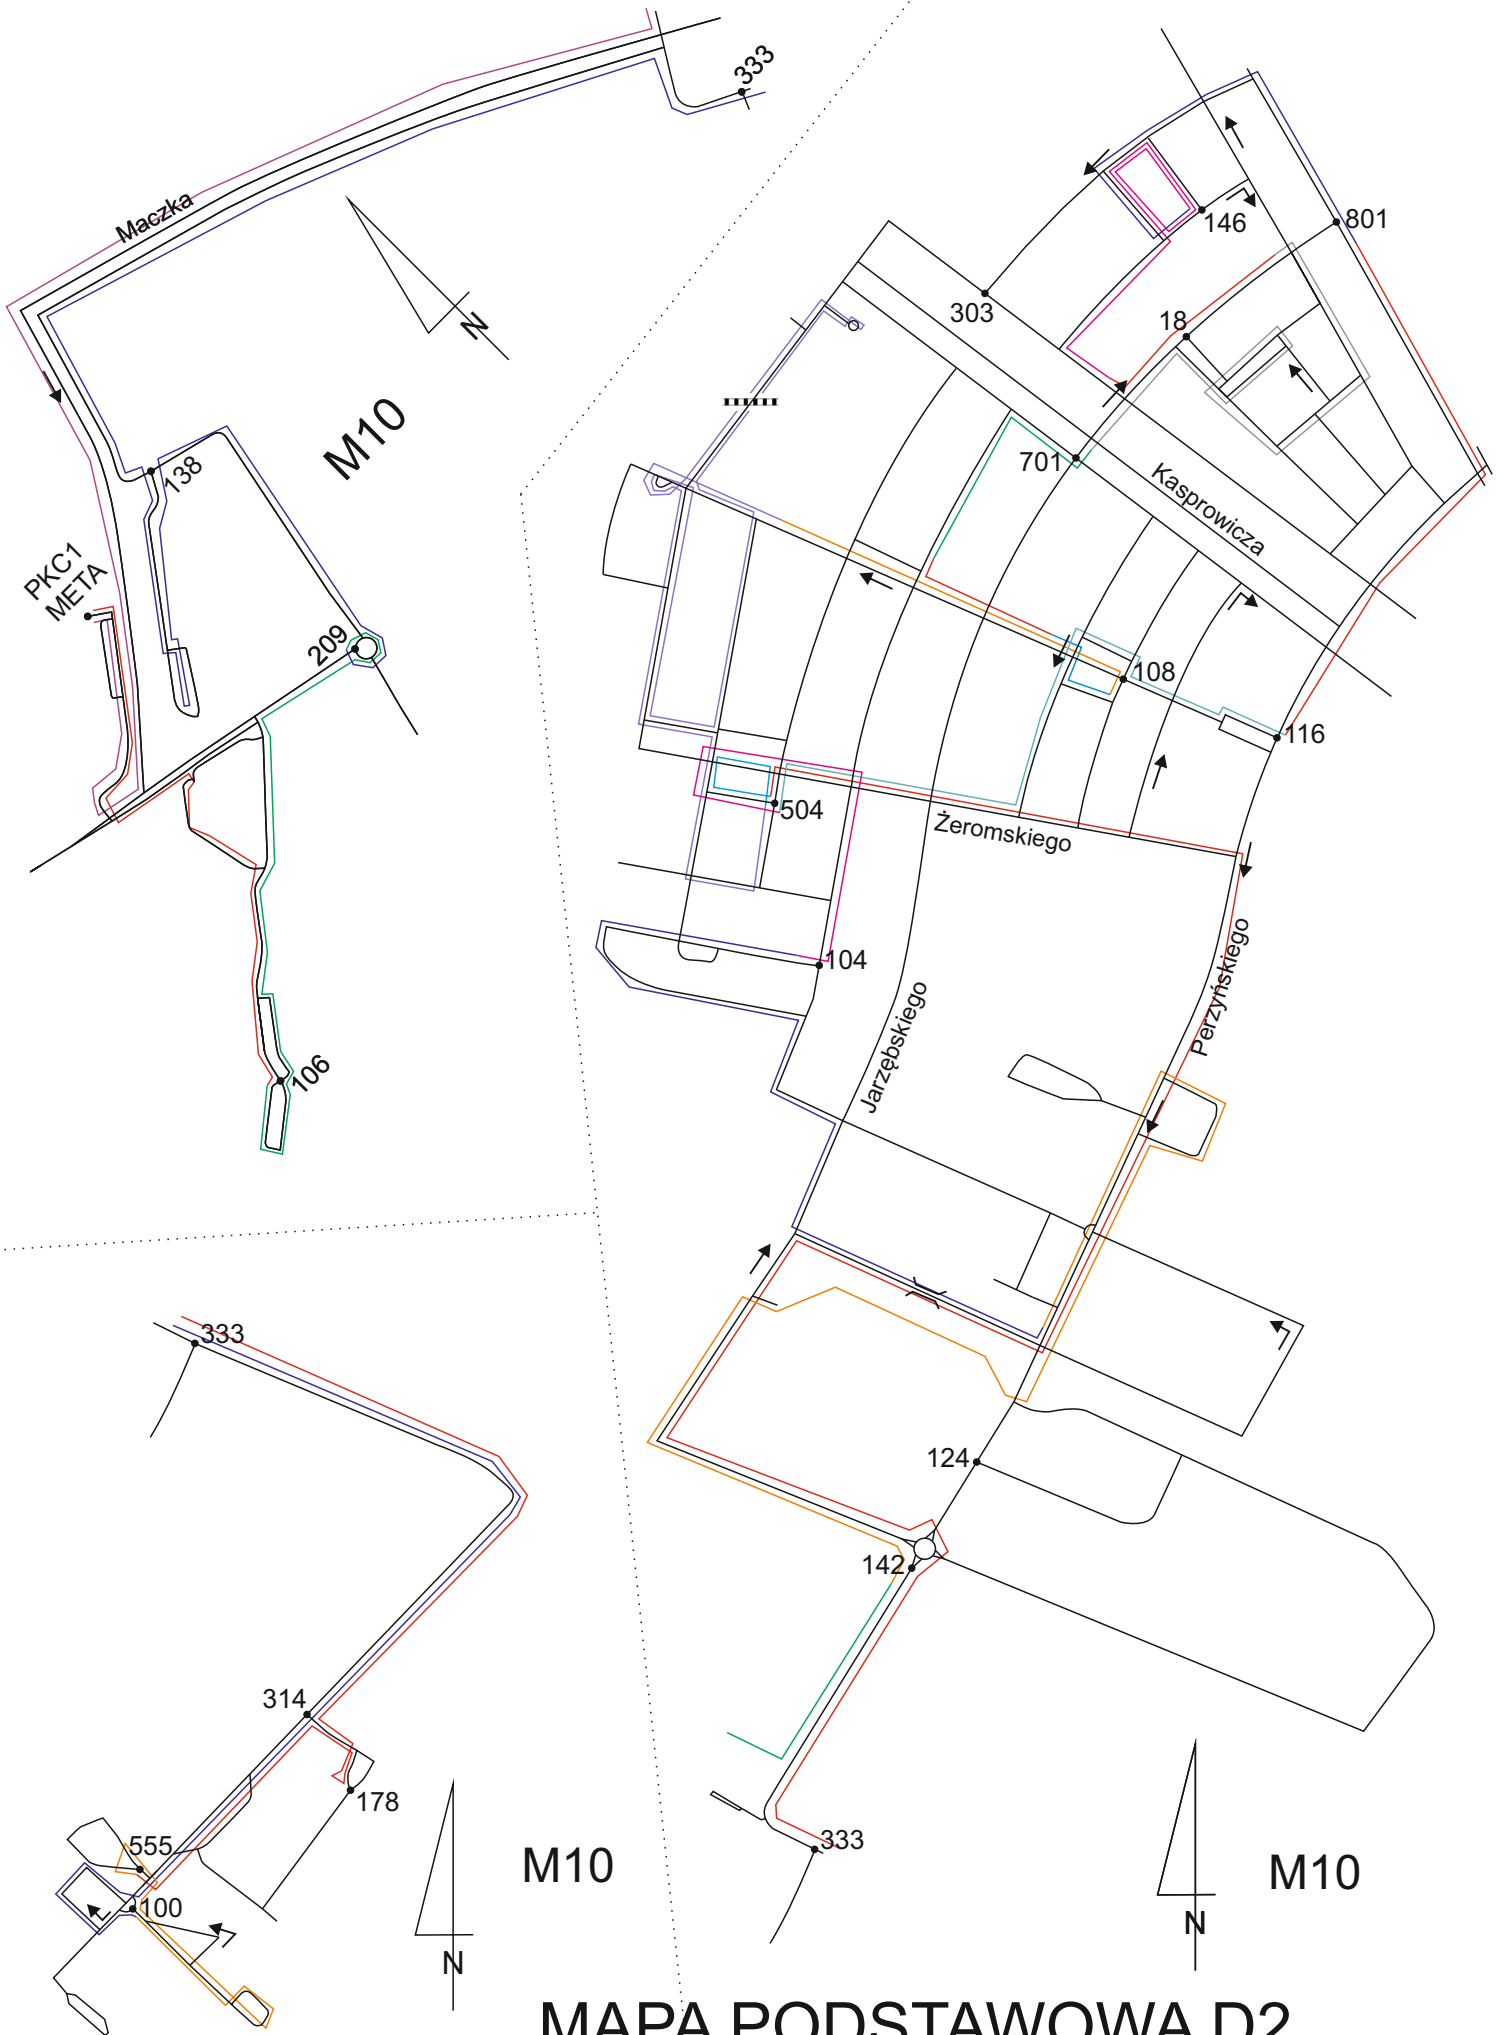 333
Maczka
N
M10
138
PKC1
META
209
106
146
801
303
18
701
Kasprowicza
108
116
504
Żeromskiego
104
Jarzębskiego
Perzyńskiego
124
142
333
M10
N
333
314
178
555
100
M10
N
MAPA PODSTAWOWA D2